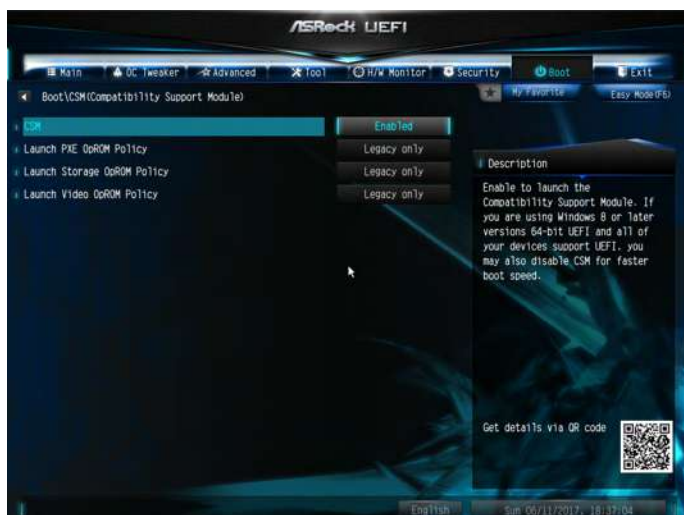 ASRock UEFI
Main OC Tweaker Advanced Tool H/W Monitor Security Boot Exit
My Favorite Easy Mode(F6)
Boot\CSM(Compatibility Support Module)
CSM Enabled
Launch PXE OpROM Policy Legacy only
Launch Storage OpROM Policy Legacy only
Launch Video OpROM Policy Legacy only
Description
Enable to launch the
Compatibility Support Module. If
you are using Windows 8 or later
versions 64-bit UEFI and all of
your devices support UEFI, you
may also disable CSM for faster
boot speed.
Get details via QR code
English
Sun 06/11/2017, 18:37:04